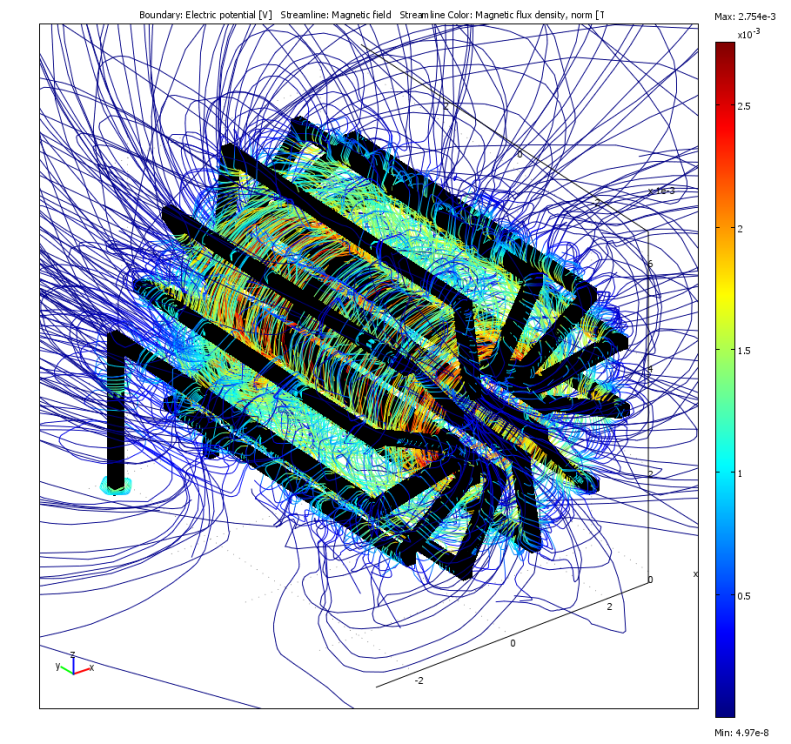 Boundary: Electric potential [V]   Streamline: Magnetic field   Streamline Color: Magnetic flux density, norm [T
Max: 2.754e-3
x10⁻³
2.5
2
1.5
1
0.5
Min: 4.97e-8
0
6
4
2
0
x
2
0
-2
z
y
x